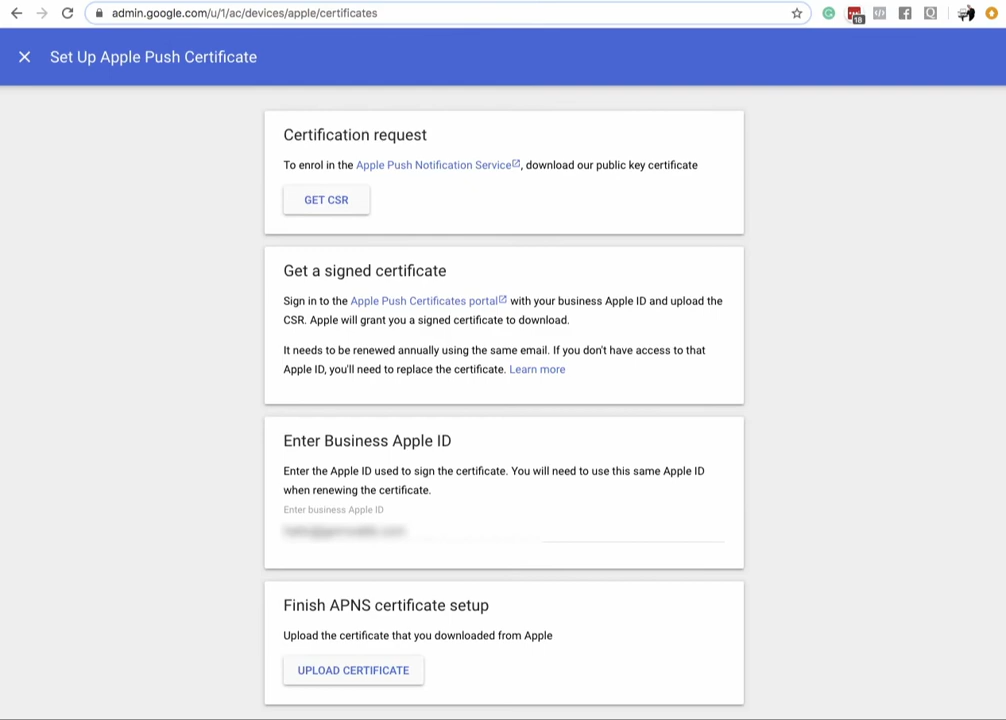 admin.google.com/u/1/ac/devices/apple/certificates
18
Set Up Apple Push Certificate
Certification request
To enrol in the Apple Push Notification Service, download our public key certificate
GET CSR
Get a signed certificate
Sign in to the Apple Push Certificates portal with your business Apple ID and upload the
CSR. Apple will grant you a signed certificate to download.
It needs to be renewed annually using the same email. If you don't have access to that
Apple ID, you'll need to replace the certificate. Learn more
Enter Business Apple ID
Enter the Apple ID used to sign the certificate. You will need to use this same Apple ID
when renewing the certificate.
Enter business Apple ID
Finish APNS certificate setup
Upload the certificate that you downloaded from Apple
UPLOAD CERTIFICATE